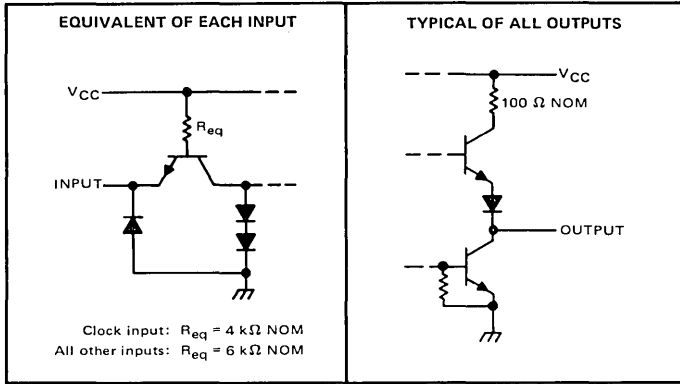 EQUIVALENT OF EACH INPUT
VCC
Req
INPUT
Clock input: Req = 4 kΩ NOM
All other inputs: Req = 6 kΩ NOM
TYPICAL OF ALL OUTPUTS
VCC
100 Ω NOM
OUTPUT